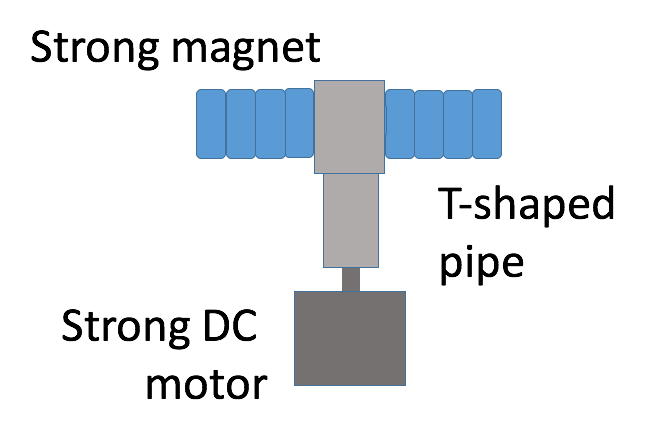 Strong magnet
T-shaped
pipe
Strong DC
motor